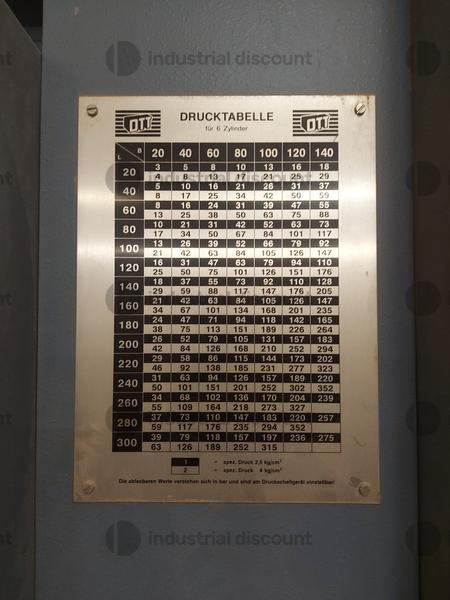 industrial discount
OTT DRUCKTABELLE OTT
für 6 Zylinder
L B 20 40 60 80 100 120 140
20 3 5 8 10 13 16 18
4 8 13 17 21 25 29
40 5 10 16 21 26 31 37
8 17 25 34 42 50 59
60 8 16 24 31 39 47 55
13 25 38 50 63 75 88
80 10 21 31 42 52 63 73
17 34 50 67 84 101 117
100 13 26 39 52 66 79 92
21 42 63 84 105 126 147
120 16 31 47 63 79 94 110
25 50 75 101 126 151 176
140 18 37 55 73 92 110 128
29 59 88 117 147 176 205
160 21 42 63 84 105 126 147
34 67 101 134 168 201 235
180 24 47 71 94 118 142 165
38 75 113 151 189 226 264
200 26 52 79 105 131 157 183
42 84 126 168 210 252 294
220 29 58 86 115 144 173 202
46 92 138 185 231 277 323
240 31 63 94 126 157 189 220
50 101 151 201 252 302 352
260 34 68 102 136 170 204 239
55 109 164 218 273 327
280 37 73 110 147 183 220 257
59 117 176 235 294 352
300 39 79 118 157 197 236 275
63 126 189 252 315
1 – spez. Druck 2,5 kg/cm²
2 – spez. Druck 4 kg/cm²
Die ablesbaren Werte verstehen sich in bar und sind am Druckschaltgerät einstellbar!
industrial discount